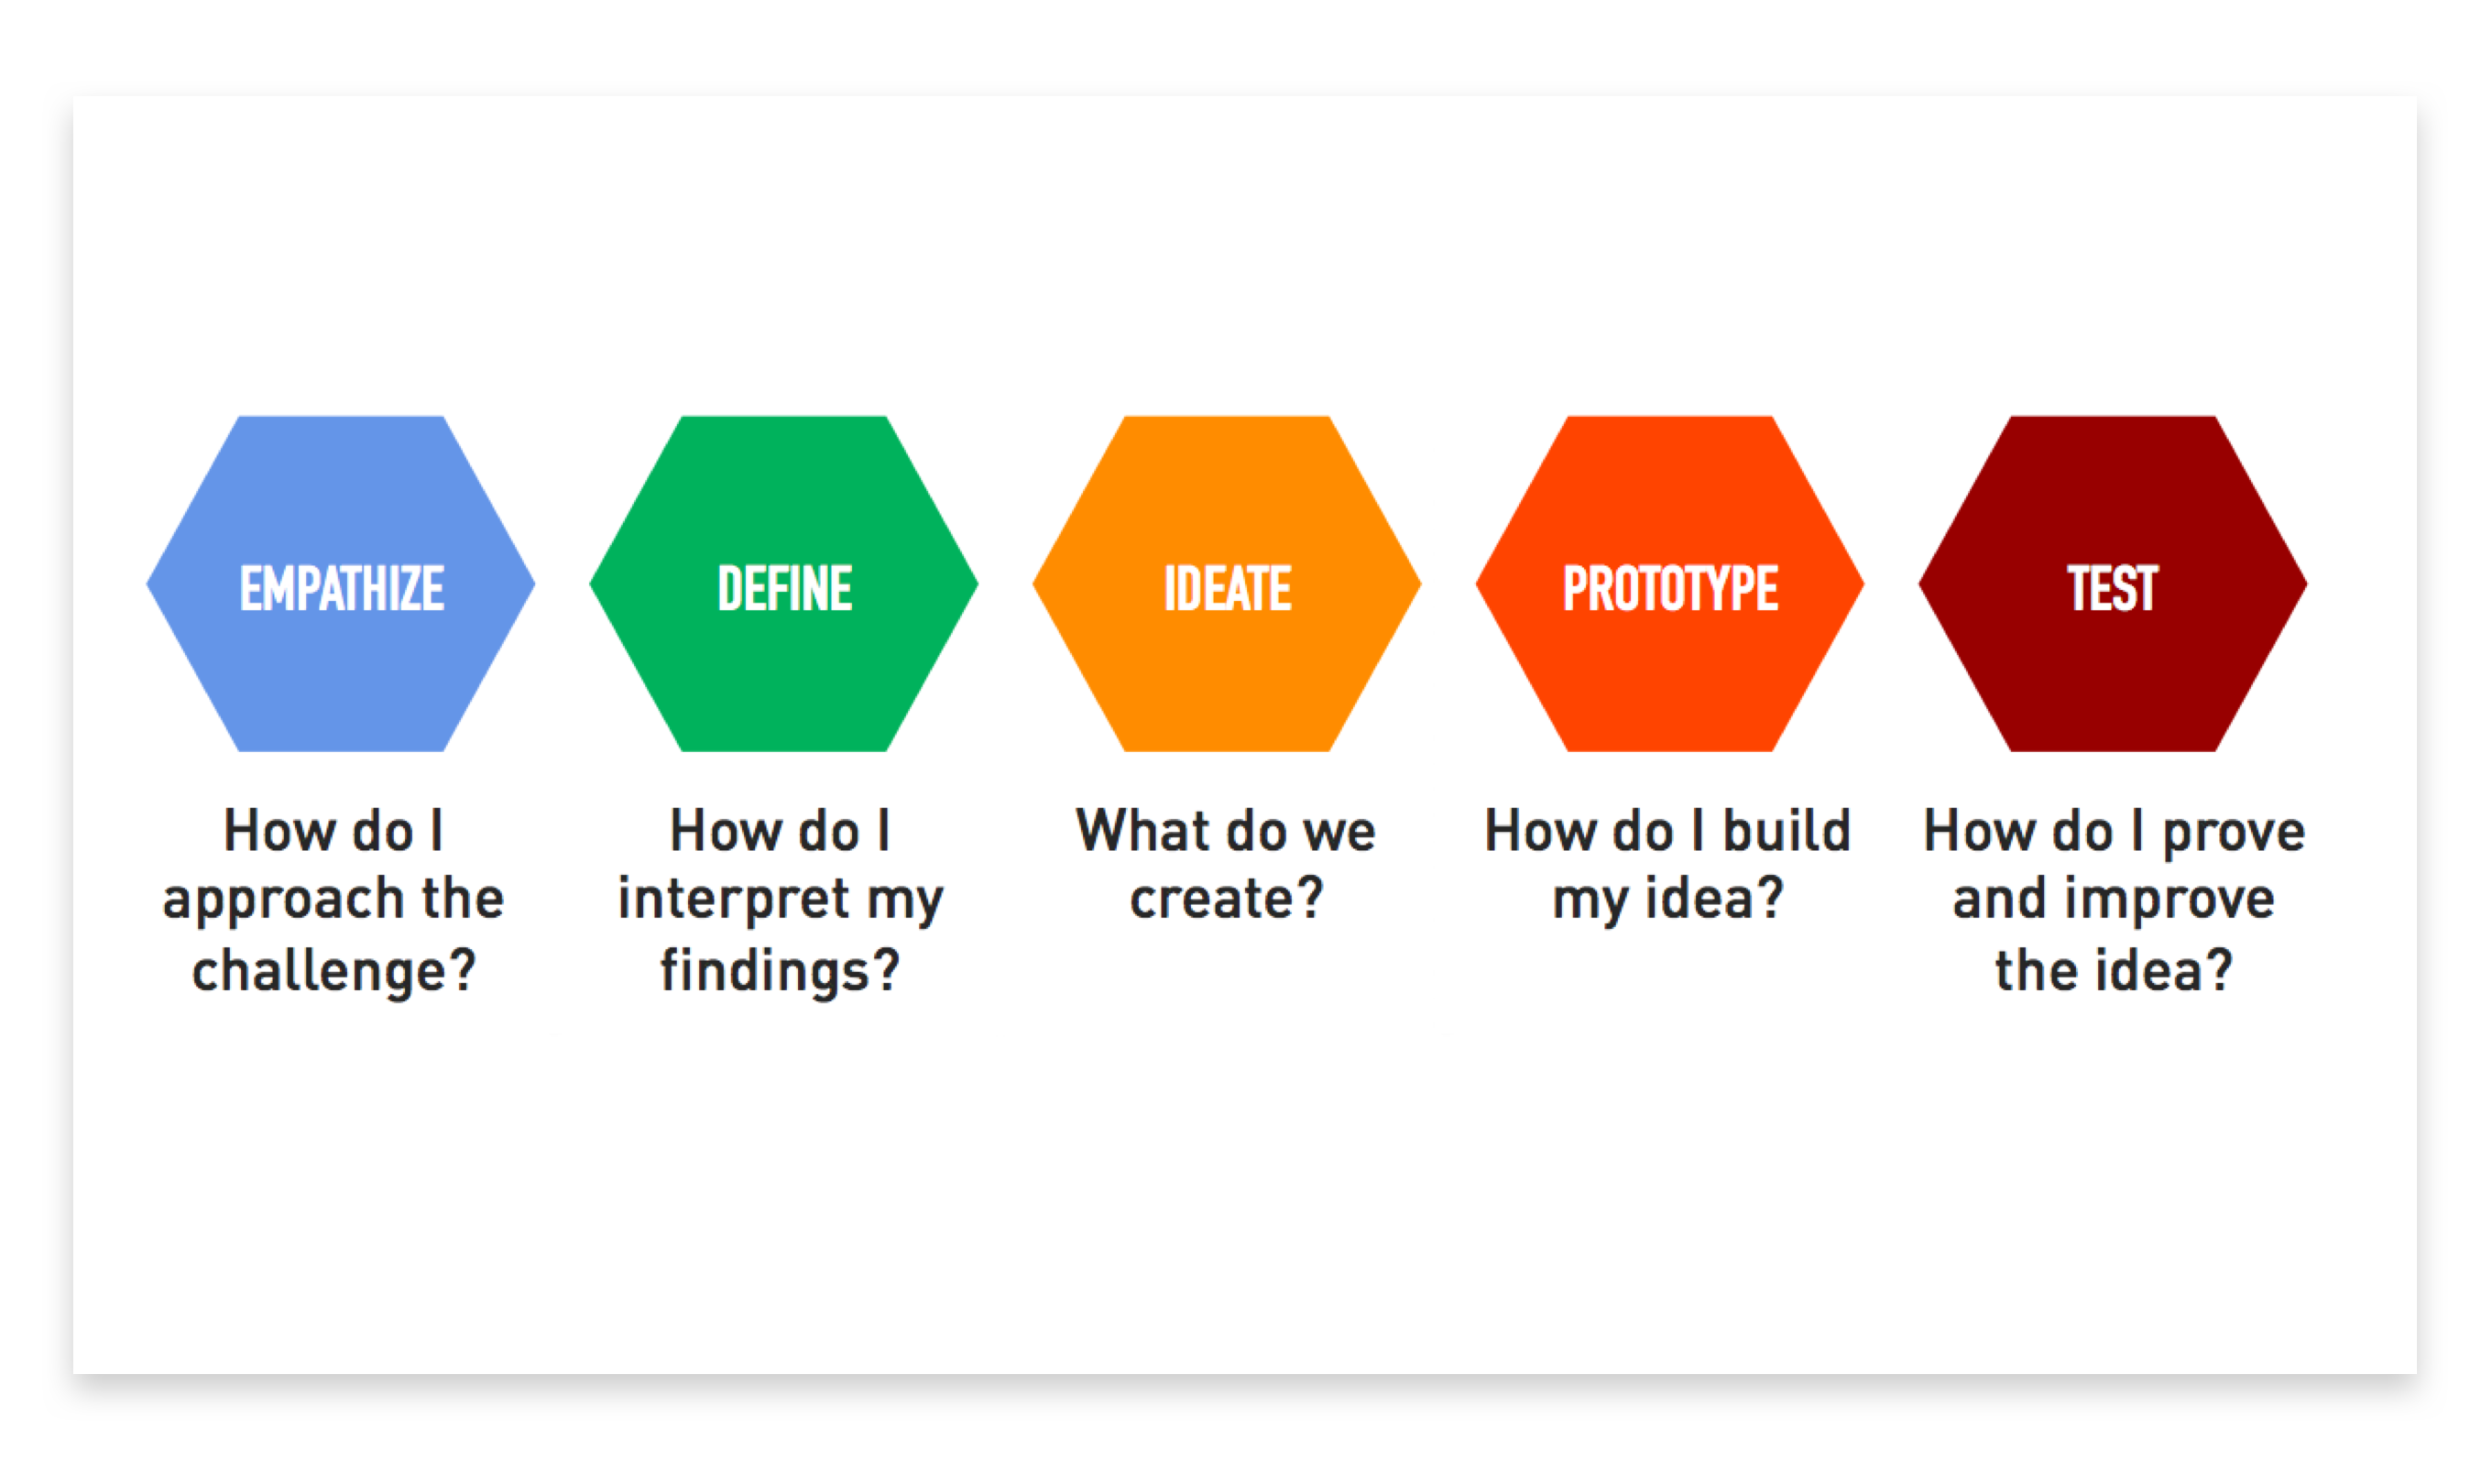 EMPATHIZE
How do I
approach the
challenge?
DEFINE
How do I
interpret my
findings?
IDEATE
What do we
create?
PROTOTYPE
How do I build
my idea?
TEST
How do I prove
and improve
the idea?